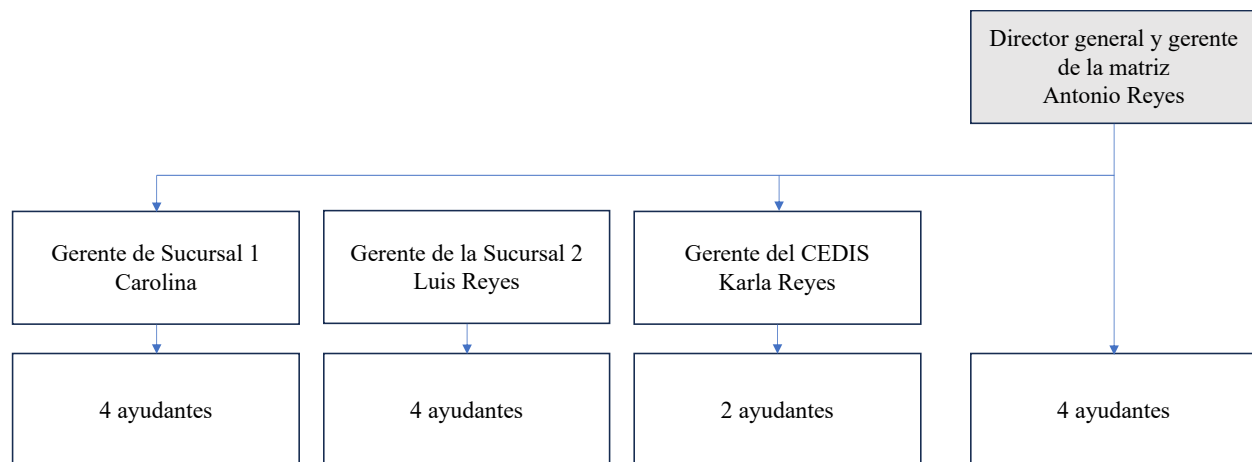 Director general y gerente
de la matriz
Antonio Reyes
Gerente de Sucursal 1
Carolina
Gerente de la Sucursal 2
Luis Reyes
Gerente del CEDIS
Karla Reyes
4 ayudantes
4 ayudantes
2 ayudantes
4 ayudantes